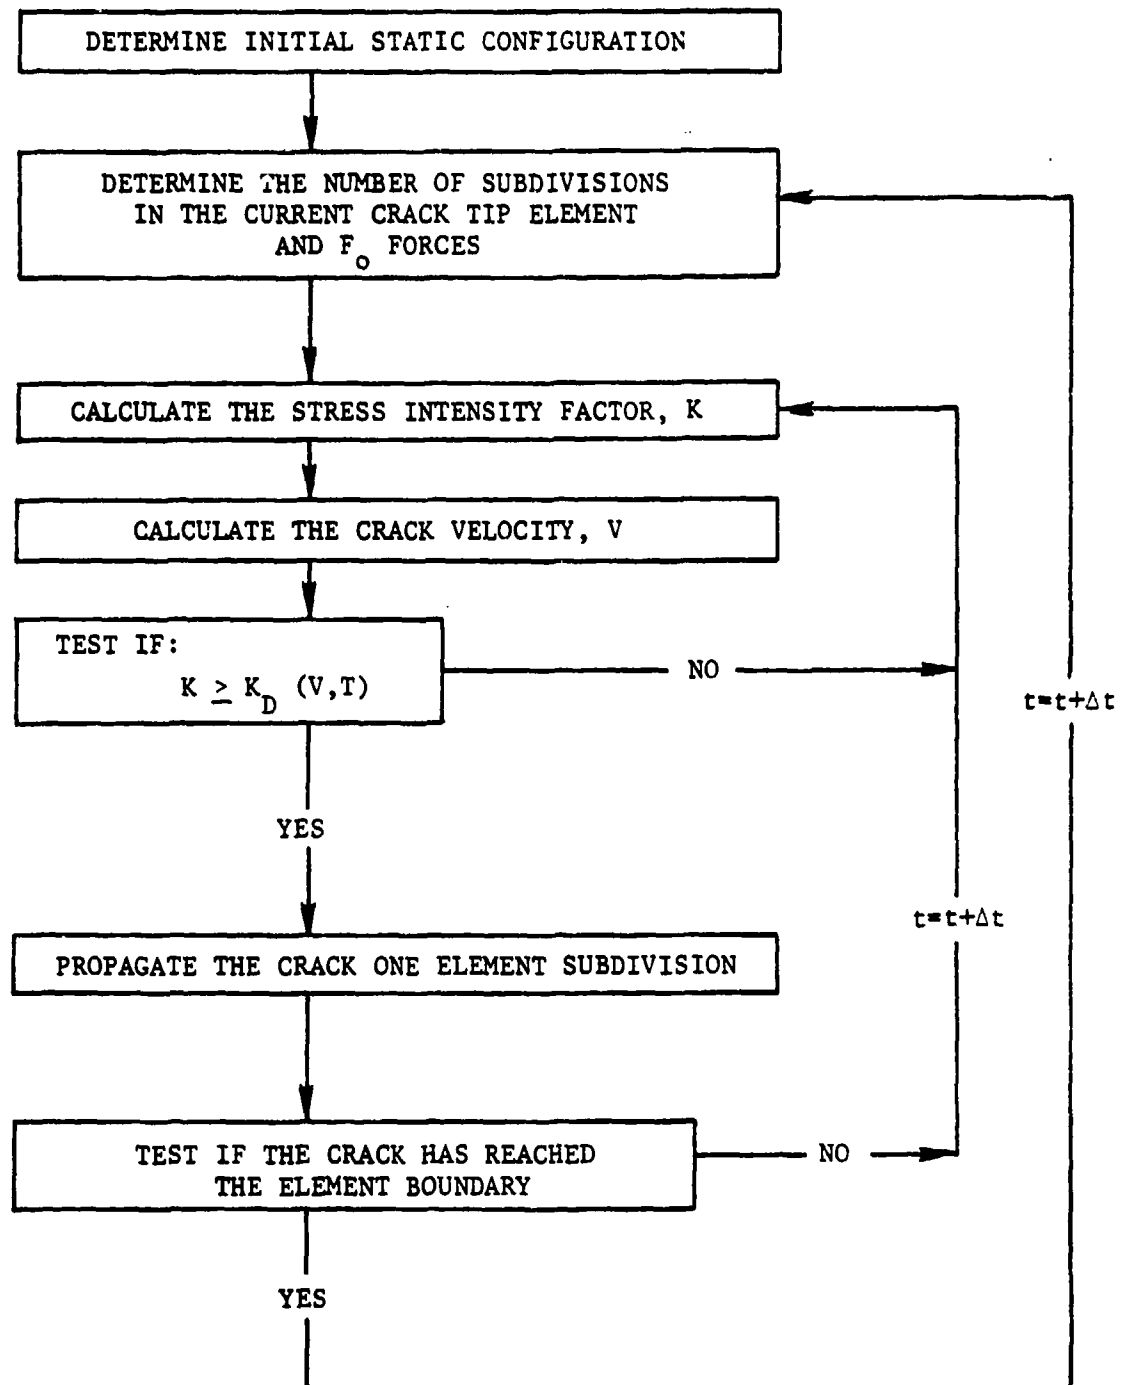 DETERMINE INITIAL STATIC CONFIGURATION
DETERMINE THE NUMBER OF SUBDIVISIONS
IN THE CURRENT CRACK TIP ELEMENT
AND F₀ FORCES
CALCULATE THE STRESS INTENSITY FACTOR, K
CALCULATE THE CRACK VELOCITY, V
TEST IF:
K ≥ K_D (V,T)
NO
t=t+Δt
YES
t=t+Δt
PROPAGATE THE CRACK ONE ELEMENT SUBDIVISION
TEST IF THE CRACK HAS REACHED
THE ELEMENT BOUNDARY
NO
YES